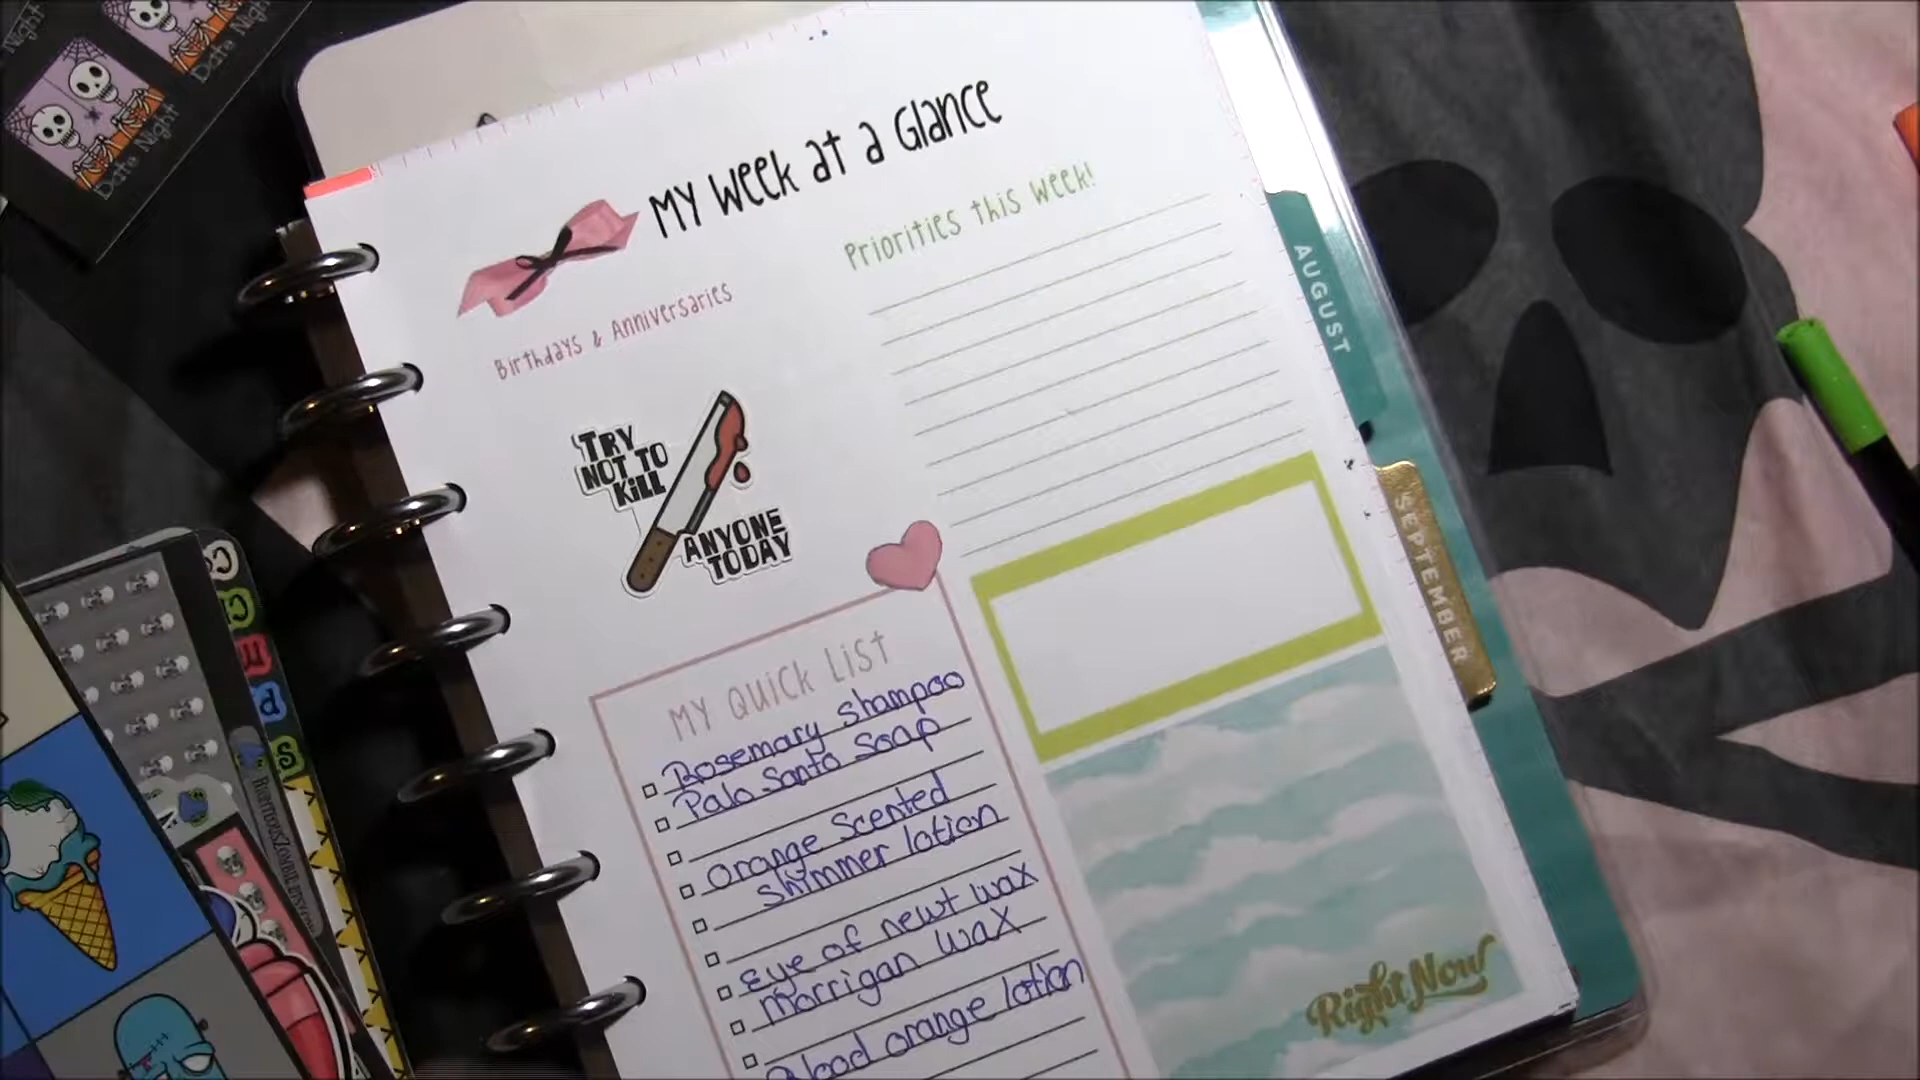 Night
Date Night
Date Night
My Week at a Glance
Priorities this Week!
Birthdays & Anniversaries
AUGUST
TRY
NOT TO
KILL
ANYONE
TODAY
SEPTEMBER
MY QUICK LIST
Rosemary shampoo
Palo Santo Soap
Orange Scented
shimmer lotion
Eye of newt wax
Morrigan wax
Blood orange lotion
Right Now